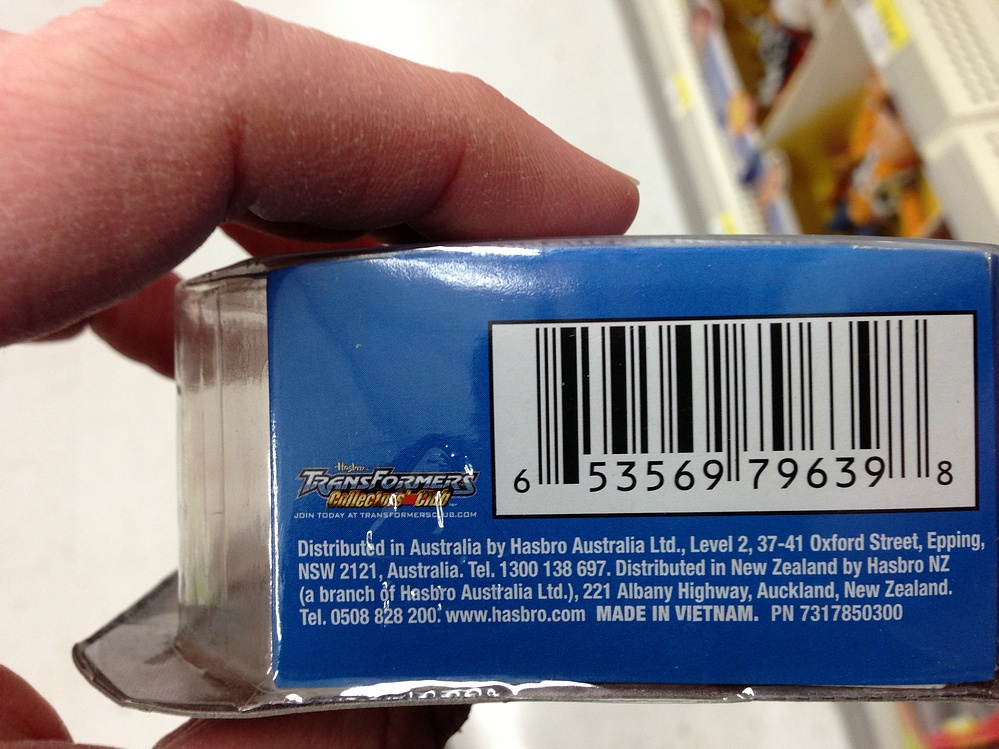 6 53569 79639 8
Hasbro
TRANSFORMERS
Collectors' Club
JOIN TODAY AT TRANSFORMERSCLUB.COM
Distributed in Australia by Hasbro Australia Ltd., Level 2, 37-41 Oxford Street, Epping,
NSW 2121, Australia. Tel. 1300 138 697. Distributed in New Zealand by Hasbro NZ
(a branch of Hasbro Australia Ltd.), 221 Albany Highway, Auckland, New Zealand.
Tel. 0508 828 200. www.hasbro.com MADE IN VIETNAM. PN 7317850300